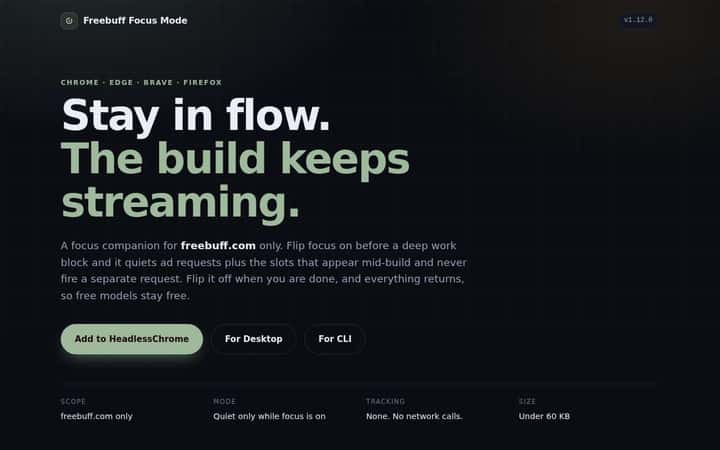 Freebuff Focus Mode
v1.12.0
CHROME · EDGE · BRAVE · FIREFOX
Stay in flow.
The build keeps
streaming.
A focus companion for freebuff.com only. Flip focus on before a deep work
block and it quiets ad requests plus the slots that appear mid-build and never
fire a separate request. Flip it off when you are done, and everything returns,
so free models stay free.
Add to HeadlessChrome
For Desktop
For CLI
SCOPE
freebuff.com only
MODE
Quiet only while focus is on
TRACKING
None. No network calls.
SIZE
Under 60 KB